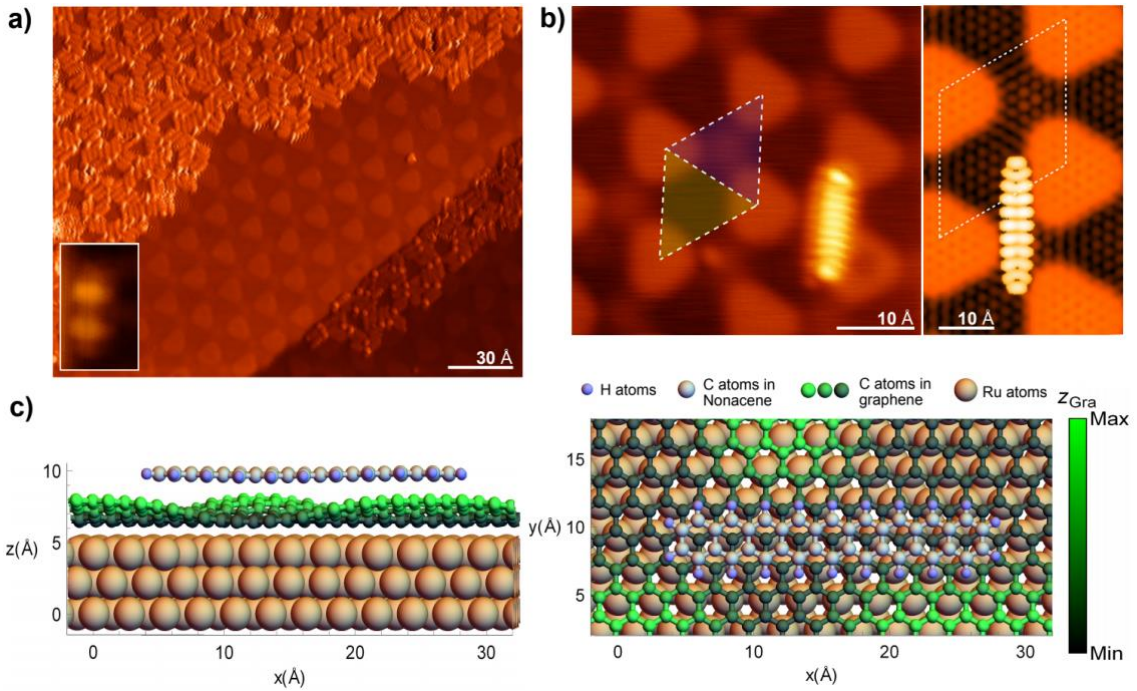 a)
30 Å
b)
10 Å
10 Å
c)
H atoms
C atoms in
Nonacene
C atoms in
graphene
Ru atoms
zGra
Max
Min
10
5
0
z(Å)
0
10
20
30
x(Å)
15
10
5
y(Å)
0
10
20
30
x(Å)